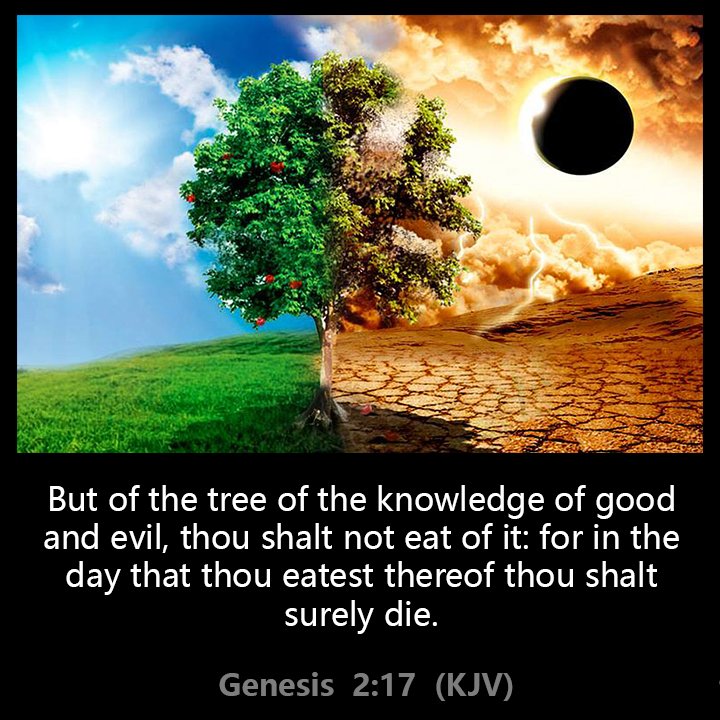 But of the tree of the knowledge of good
and evil, thou shalt not eat of it: for in the
day that thou eatest thereof thou shalt
surely die.
Genesis 2:17 (KJV)